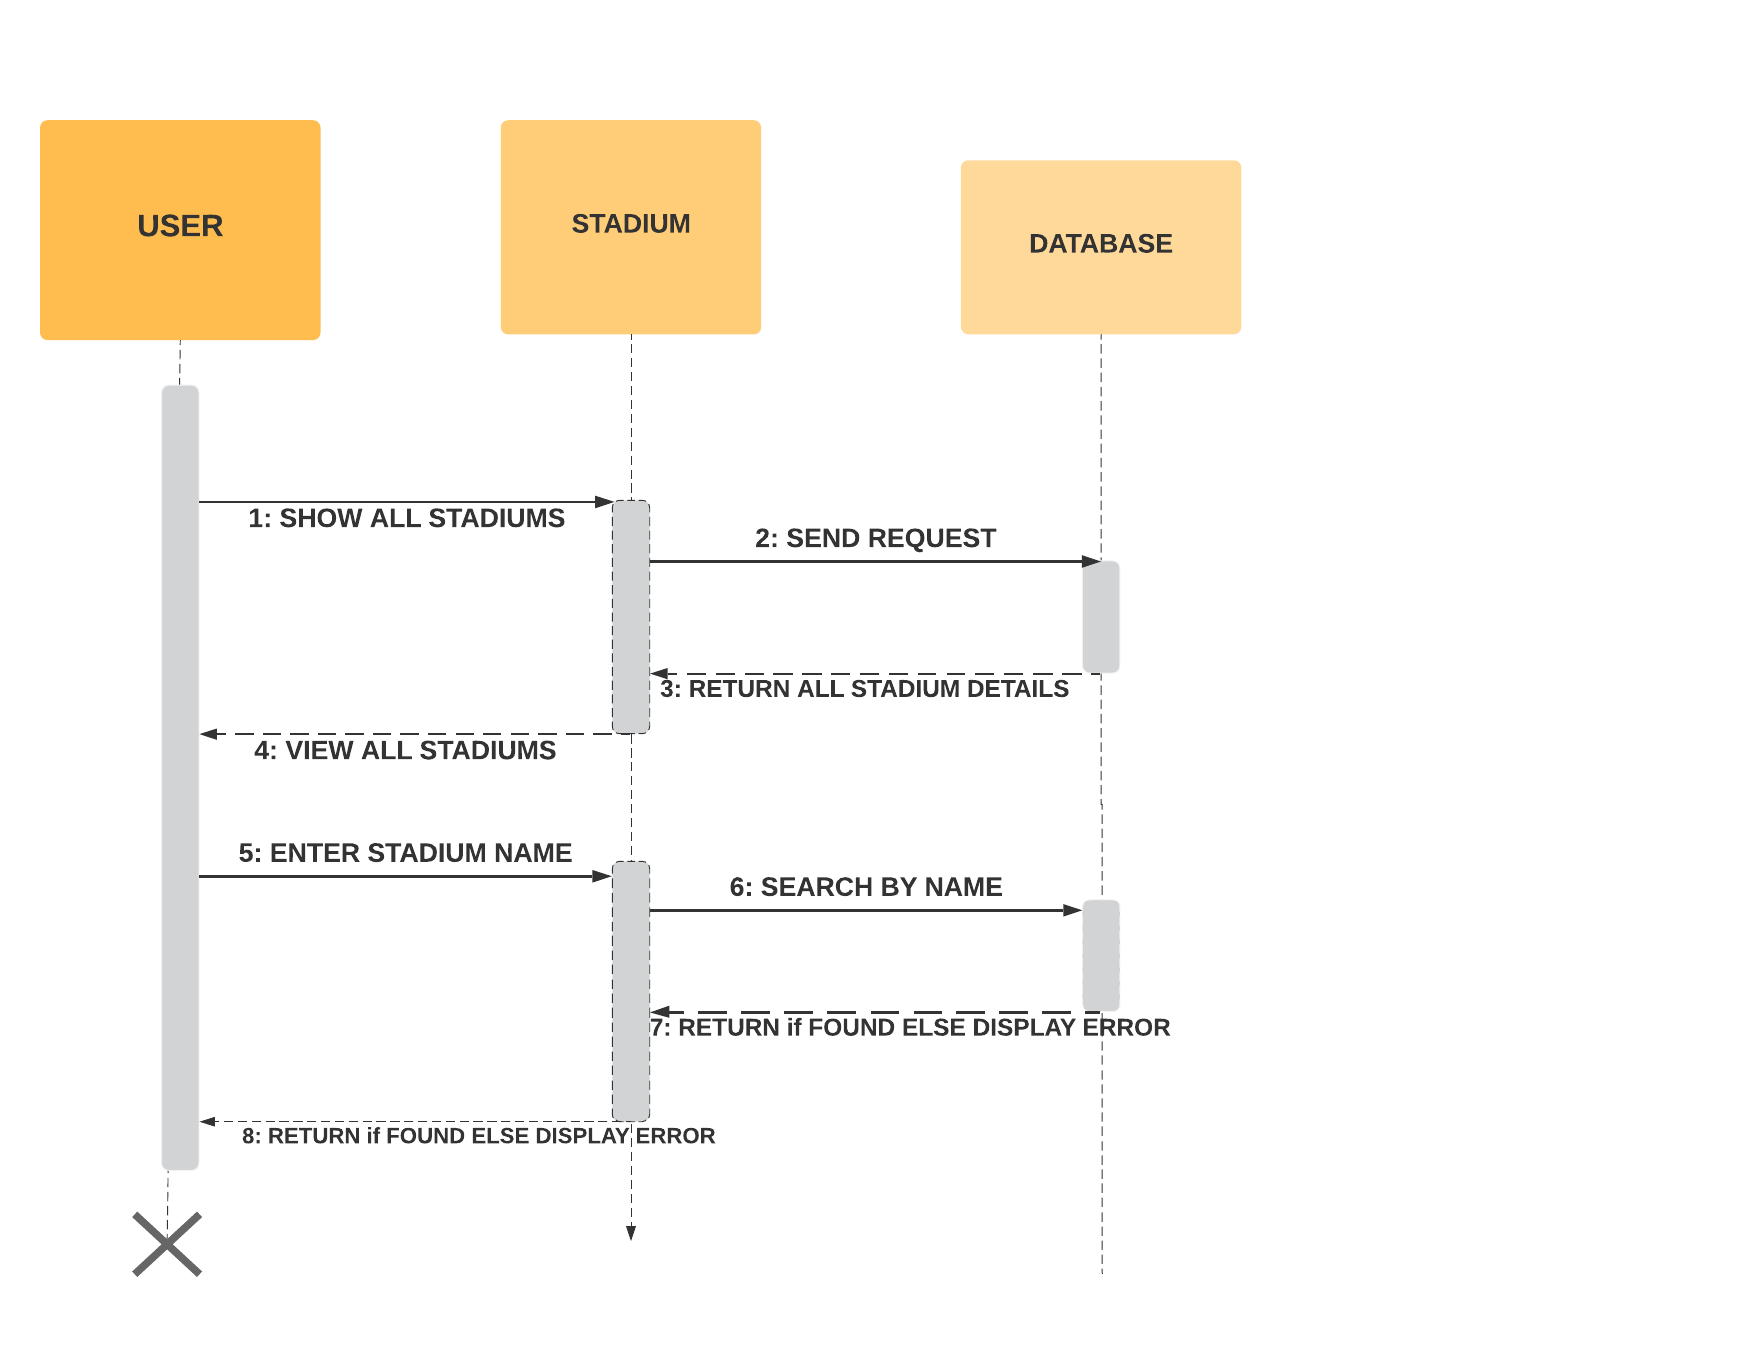 USER
STADIUM
DATABASE
1: SHOW ALL STADIUMS
2: SEND REQUEST
3: RETURN ALL STADIUM DETAILS
4: VIEW ALL STADIUMS
5: ENTER STADIUM NAME
6: SEARCH BY NAME
7: RETURN if FOUND ELSE DISPLAY ERROR
8: RETURN if FOUND ELSE DISPLAY ERROR